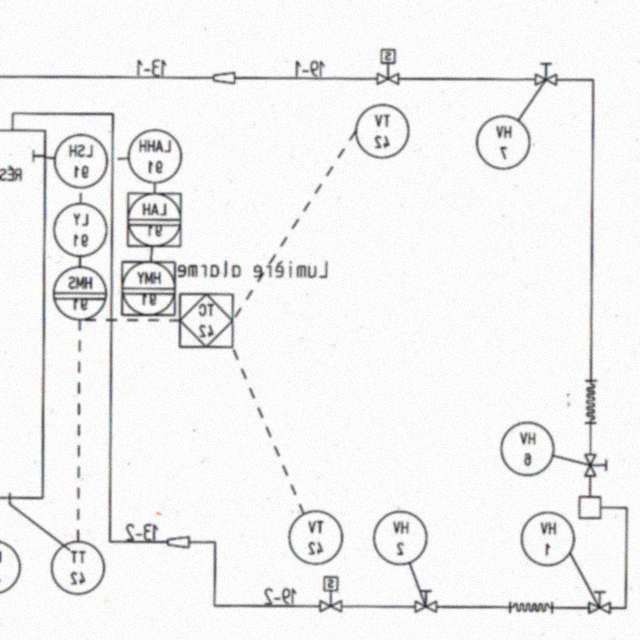 13-1
19-1
S
TV
42
HV
7
LSH
91
LAHH
91
RÉS
LY
91
LAH
91
HMS
91
HMY
91
Lumière alarme
TC
42
HV
6
13-2
TV
42
HV
2
HV
1
TT
42
S
19-2